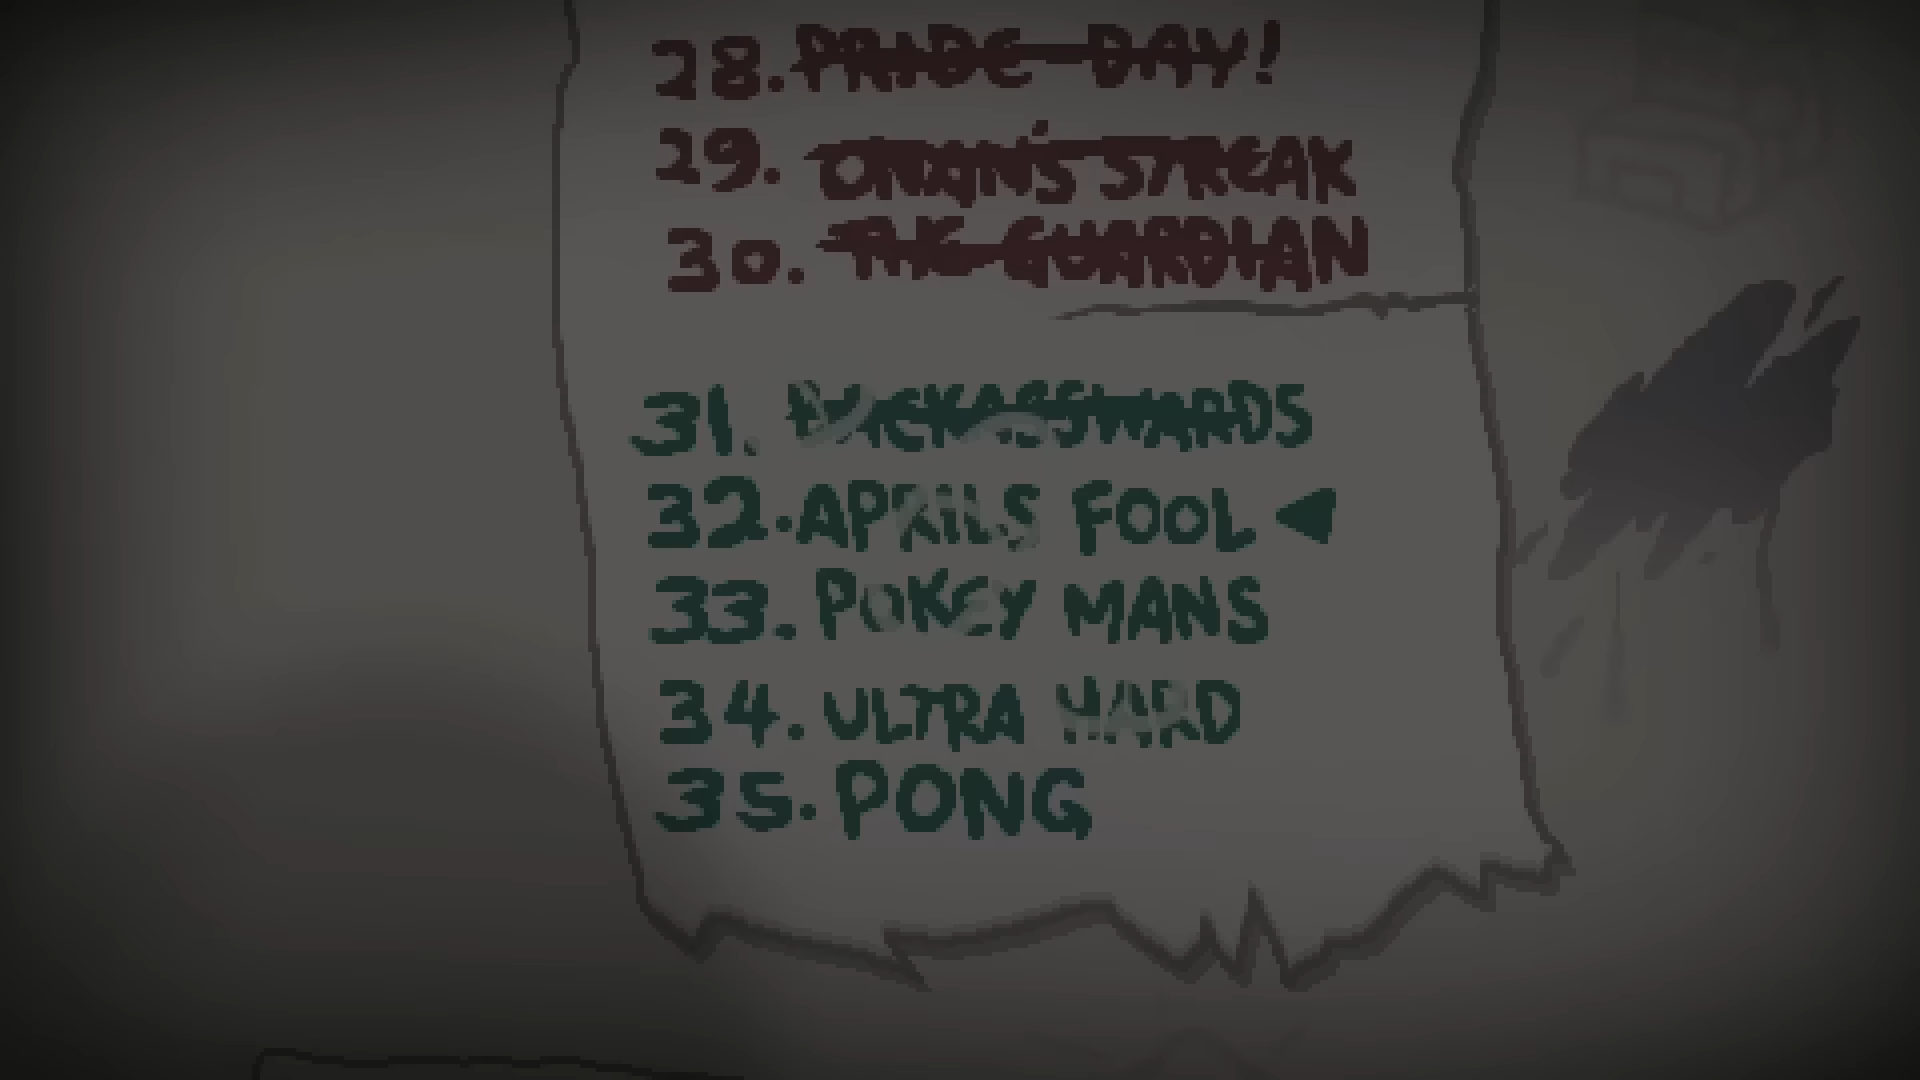 28. PRIDE DAY!
29. ONAN'S STREAK
30. THE GUARDIAN
31. BACKASSWARDS
32. APRILS FOOL
33. POKEY MANS
34. ULTRA HARD
35. PONG